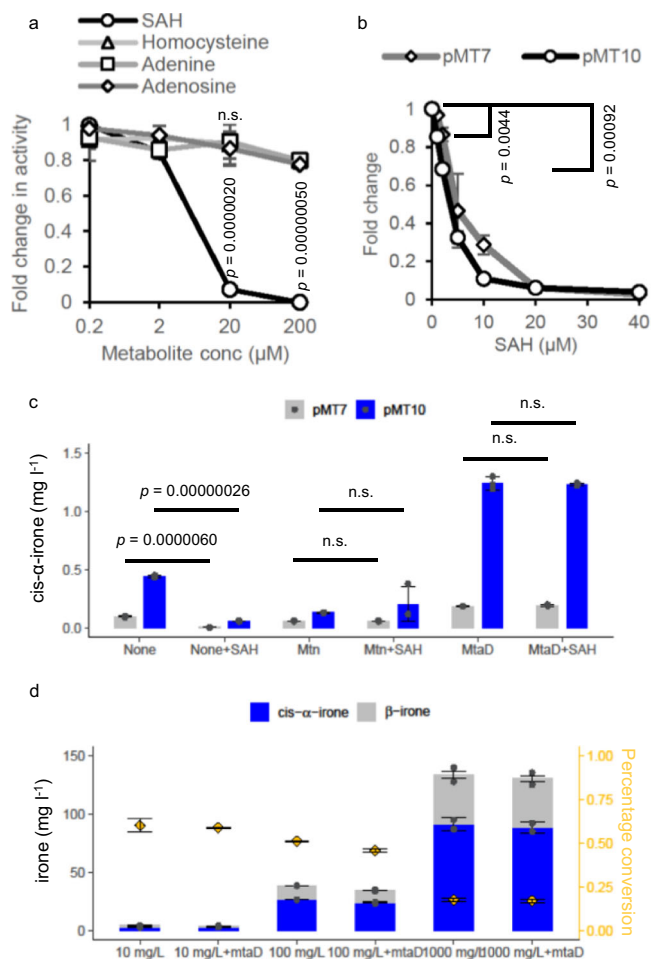 a
SAH
Homocysteine
Adenine
Adenosine
Fold change in activity
1
0.8
0.6
0.4
0.2
0
n.s.
p = 0.0000020
p = 0.00000050
0.2 2 20 200
Metabolite conc (µM)
b
pMT7 pMT10
Fold change
1
0.8
0.6
0.4
0.2
0
p = 0.0044
p = 0.00092
0 10 20 30 40
SAH (µM)
c
pMT7 pMT10
cis-α-irone (mg l-1)
1.5
1.0
0.5
0.0
p = 0.0000060
p = 0.00000026
n.s.
n.s.
n.s.
n.s.
None None+SAH Mtn Mtn+SAH MtaD MtaD+SAH
d
cis-α-irone β-irone
irone (mg l-1)
150
100
50
0
1.00
0.75
0.50
0.25
0.00
Percentage conversion
10 mg/L 10 mg/L+mtaD 100 mg/L 100 mg/L+mtaD 1000 mg/L 1000 mg/L+mtaD